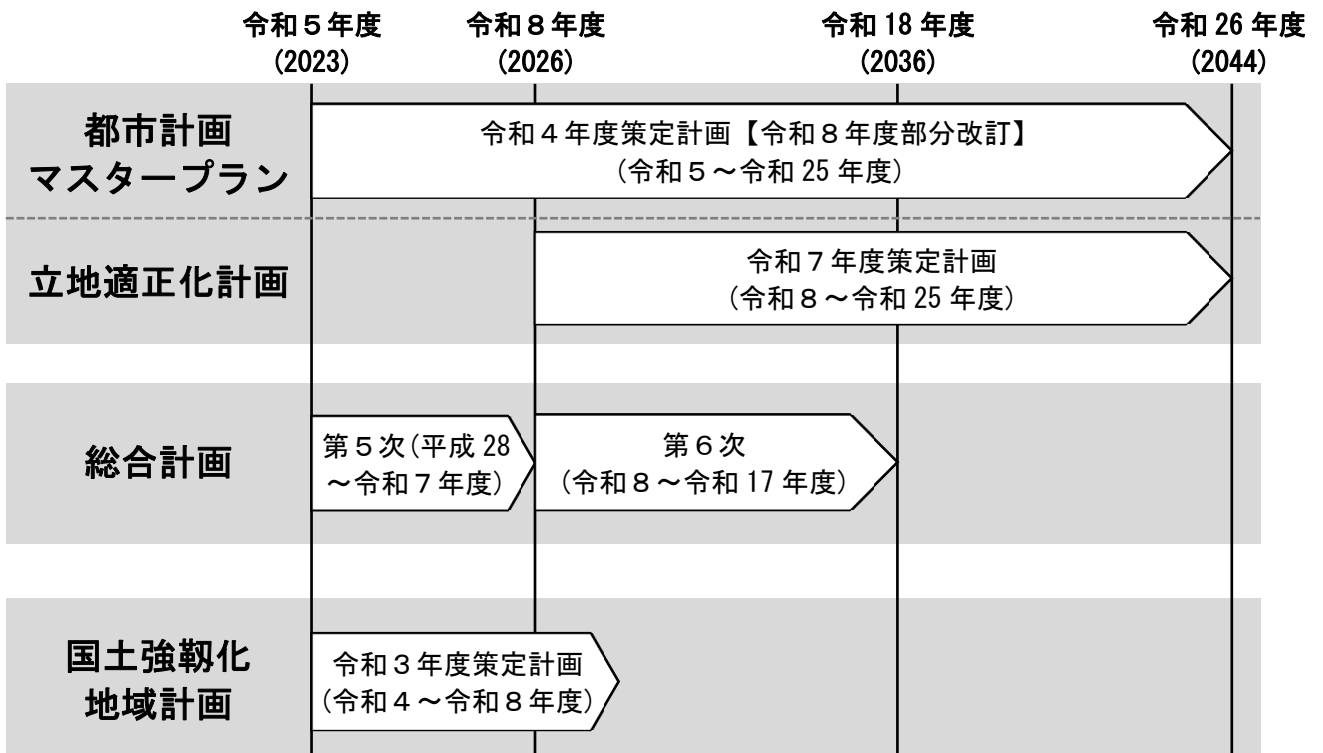 令和５年度
(2023)
令和８年度
(2026)
令和 18 年度
(2036)
令和 26 年度
(2044)
都市計画
マスタープラン
令和４年度策定計画【令和８年度部分改訂】
(令和５～令和 25 年度)
立地適正化計画
令和７年度策定計画
(令和８～令和 25 年度)
総合計画
第５次(平成 28
～令和７年度)
第６次
(令和８～令和 17 年度)
国土強靱化
地域計画
令和３年度策定計画
(令和４～令和８年度)